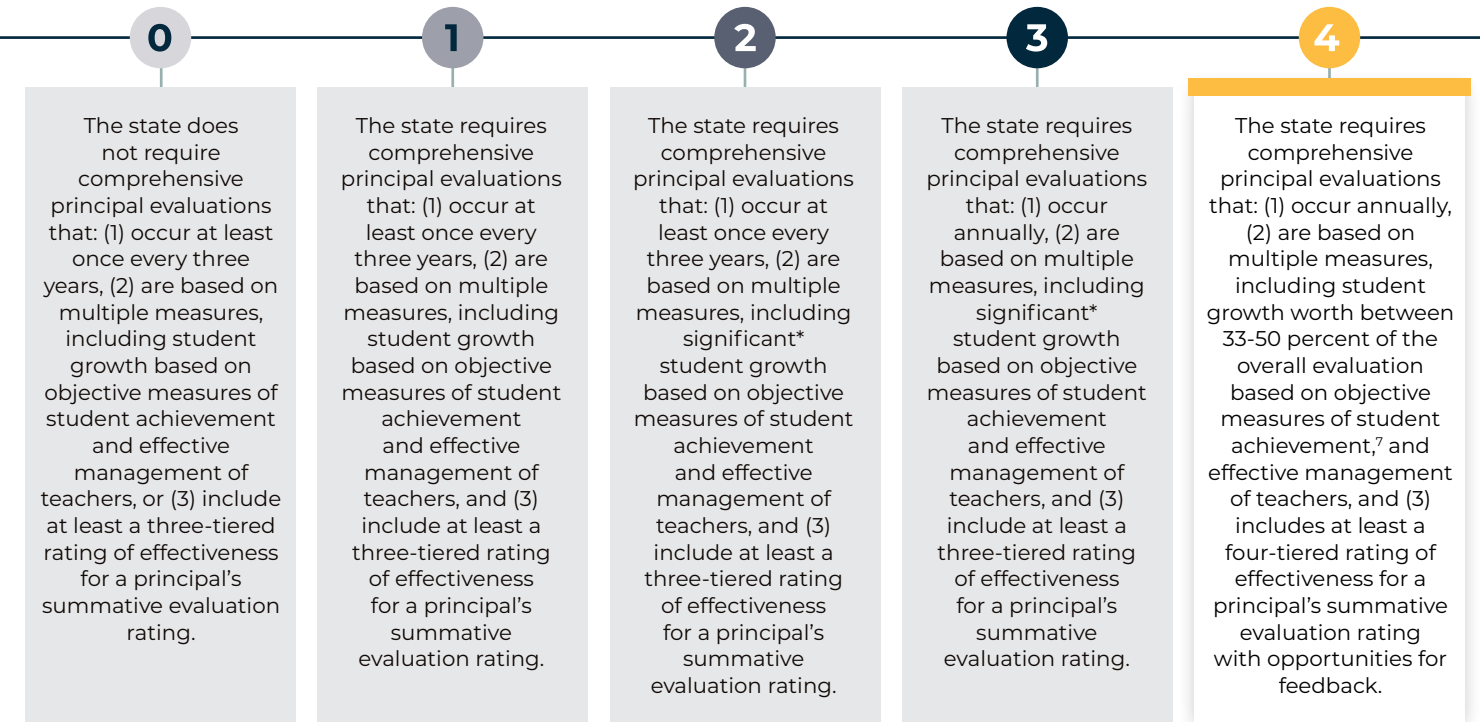 0
The state does
not require
comprehensive
principal evaluations
that: (1) occur at least
once every three
years, (2) are based on
multiple measures,
including student
growth based on
objective measures of
student achievement
and effective
management of
teachers, or (3) include
at least a three-tiered
rating of effectiveness
for a principal’s
summative evaluation
rating.
1
The state requires
comprehensive
principal evaluations
that: (1) occur at
least once every
three years, (2) are
based on multiple
measures, including
student growth
based on objective
measures of student
achievement
and effective
management of
teachers, and (3)
include at least a
three-tiered rating
of effectiveness
for a principal’s
summative
evaluation rating.
2
The state requires
comprehensive
principal evaluations
that: (1) occur at
least once every
three years, (2) are
based on multiple
measures, including
significant*
student growth
based on objective
measures of student
achievement
and effective
management of
teachers, and (3)
include at least a
three-tiered rating
of effectiveness
for a principal’s
summative
evaluation rating.
3
The state requires
comprehensive
principal evaluations
that: (1) occur
annually, (2) are
based on multiple
measures, including
significant*
student growth
based on objective
measures of student
achievement
and effective
management of
teachers, and (3)
include at least a
three-tiered rating
of effectiveness
for a principal’s
summative
evaluation rating.
4
The state requires
comprehensive
principal evaluations
that: (1) occur annually,
(2) are based on
multiple measures,
including student
growth worth between
33-50 percent of the
overall evaluation
based on objective
measures of student
achievement,⁷ and
effective management
of teachers, and (3)
includes at least a
four-tiered rating of
effectiveness for a
principal’s summative
evaluation rating
with opportunities for
feedback.